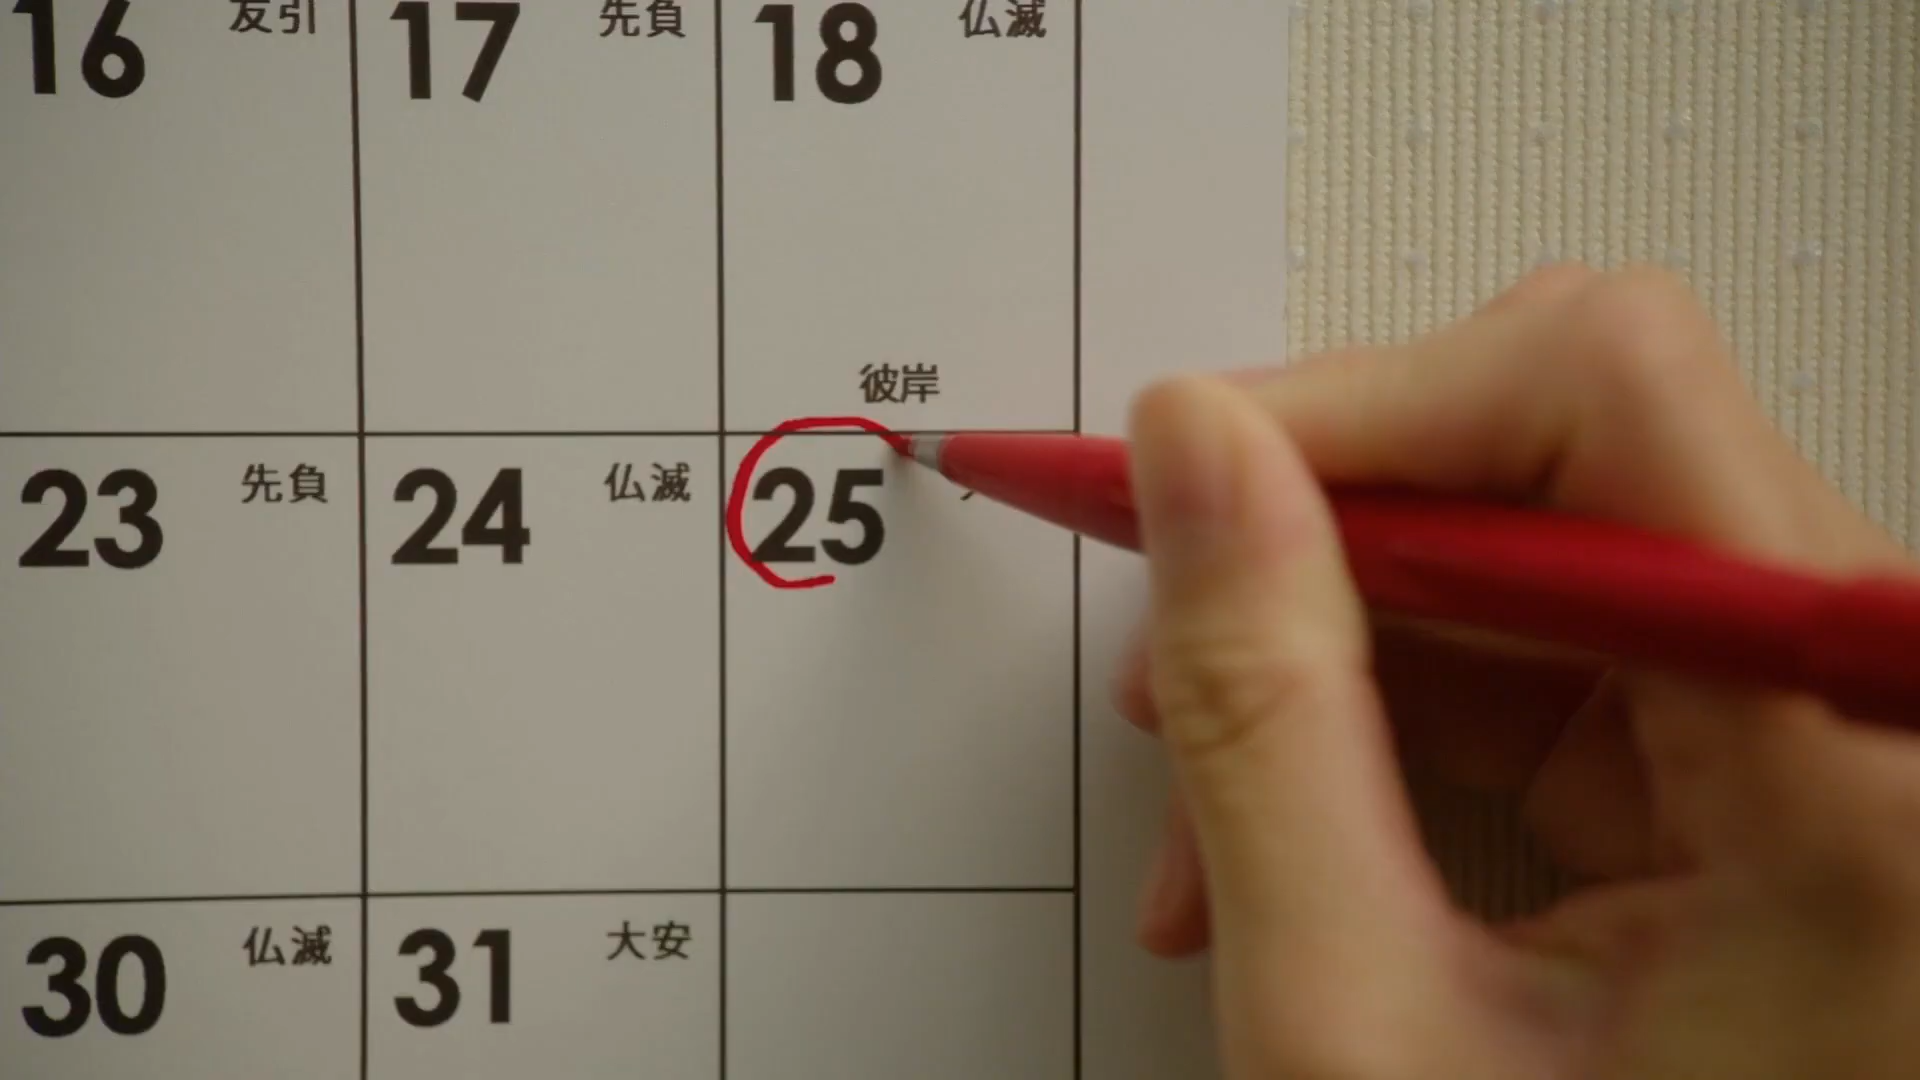 16 友引 17 先負 18 仏滅
彼岸
23 先負 24 仏滅 25
30 仏滅 31 大安